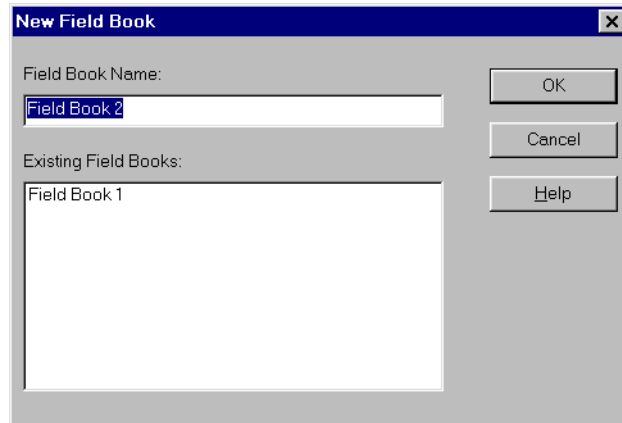 New Field Book
Field Book Name:
Field Book 2
Existing Field Books:
Field Book 1
OK
Cancel
Help